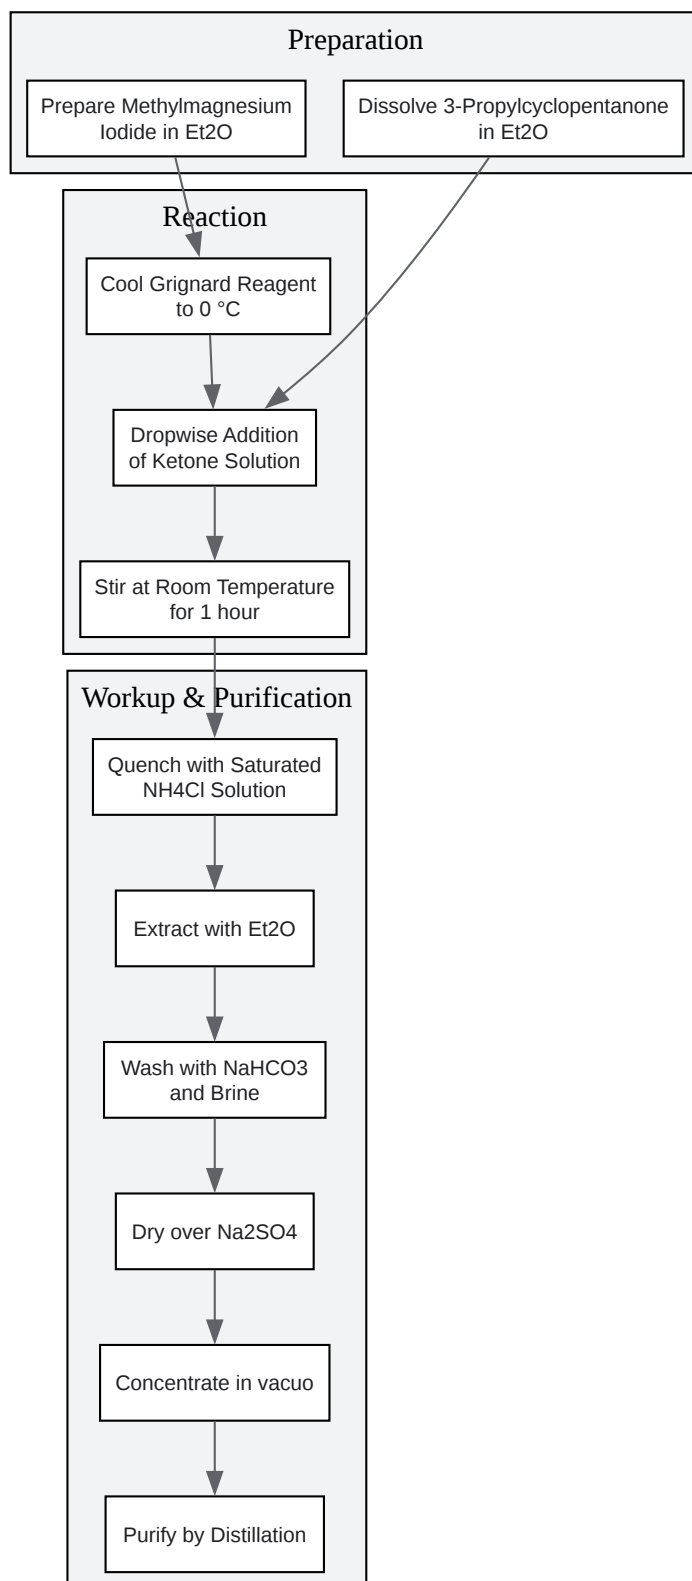 Preparation
Prepare Methylmagnesium
Iodide in Et2O
Dissolve 3-Propylcyclopentanone
in Et2O
Reaction
Cool Grignard Reagent
to 0 °C
Dropwise Addition
of Ketone Solution
Stir at Room Temperature
for 1 hour
Workup & Purification
Quench with Saturated
NH4Cl Solution
Extract with Et2O
Wash with NaHCO3
and Brine
Dry over Na2SO4
Concentrate in vacuo
Purify by Distillation